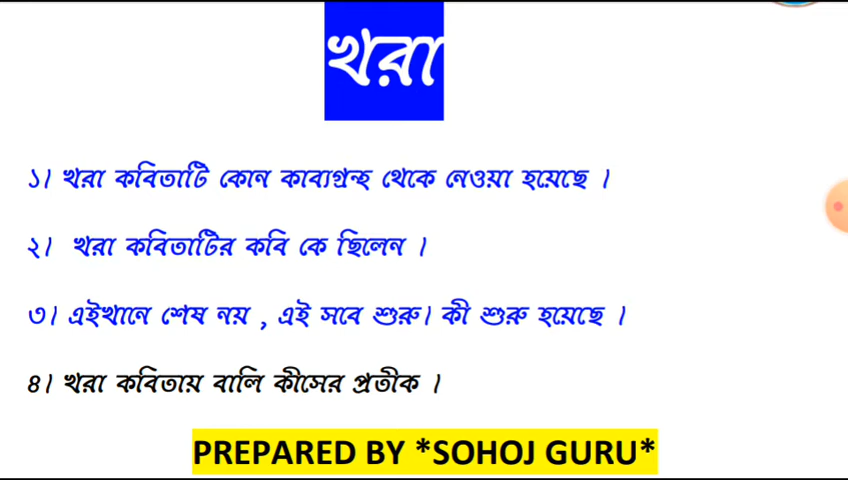 খরা
১। খরা কবিতাটি কোন কাব্যগ্রন্থ থেকে নেওয়া হয়েছে ।
২। খরা কবিতাটির কবি কে ছিলেন ।
৩। এইখানে শেষ নয় , এই সবে শুরু। কী শুরু হয়েছে ।
৪। খরা কবিতায় বালি কীসের প্রতীক ।
PREPARED BY *SOHOJ GURU*